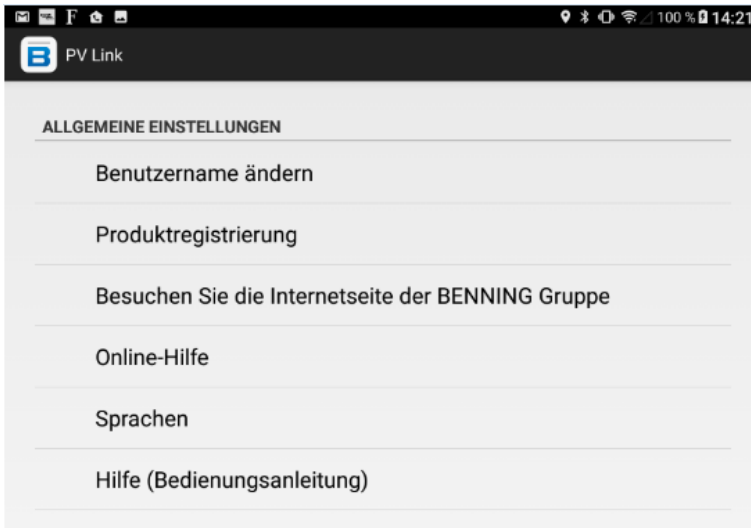 F 100 % 14:21
B PV Link
ALLGEMEINE EINSTELLUNGEN
Benutzername ändern
Produktregistrierung
Besuchen Sie die Internetseite der BENNING Gruppe
Online-Hilfe
Sprachen
Hilfe (Bedienungsanleitung)